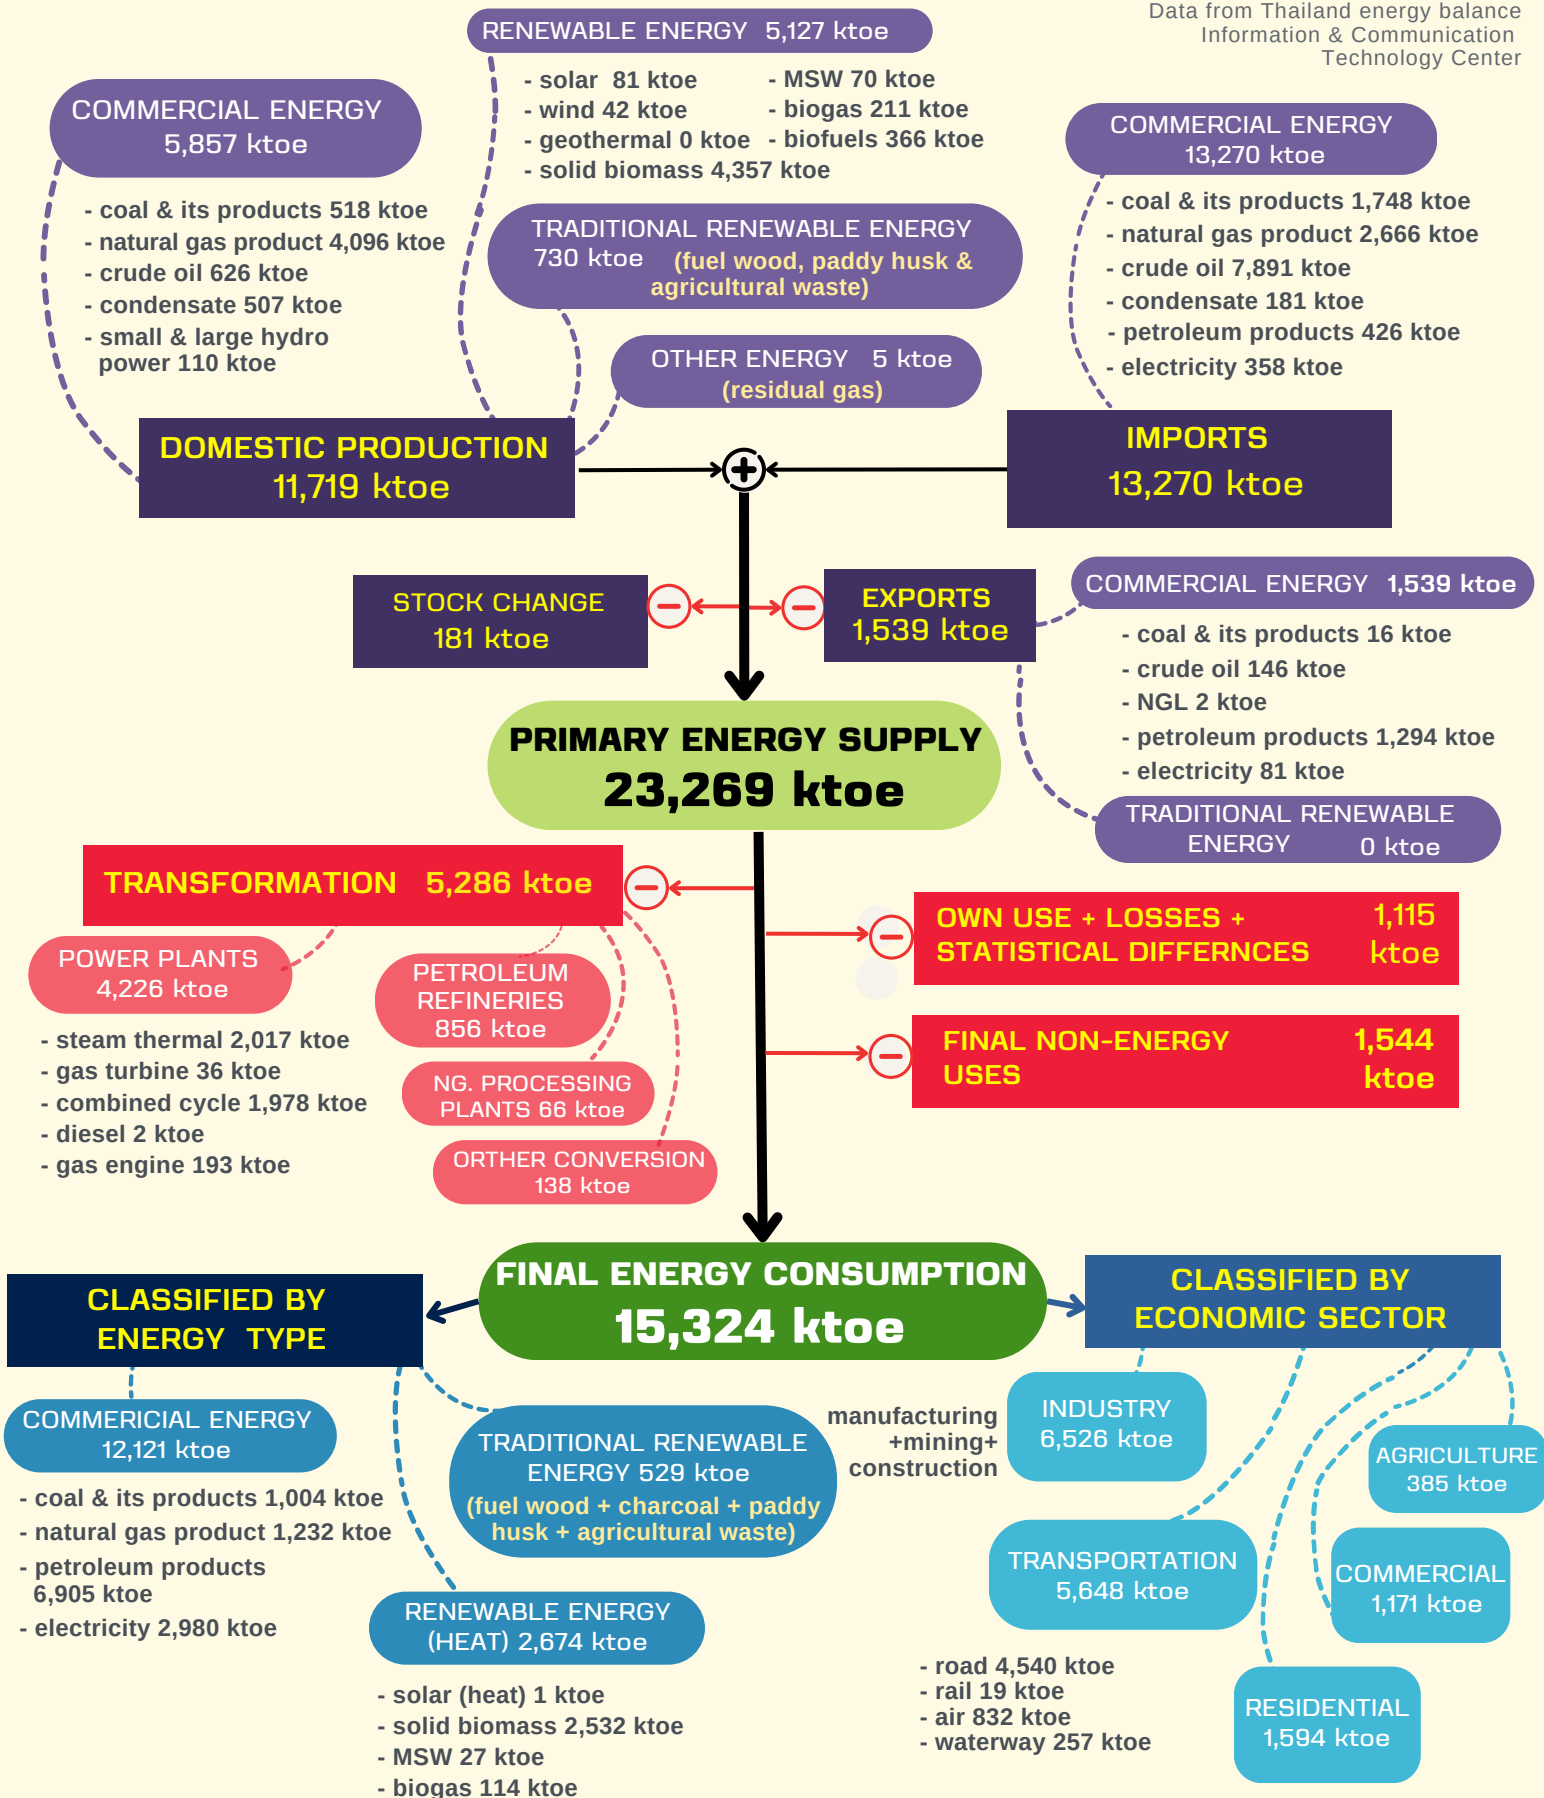 Data from Thailand energy balance
Information & Communication
Technology Center
RENEWABLE ENERGY 5,127 ktoe
- solar 81 ktoe
- wind 42 ktoe
- geothermal 0 ktoe
- solid biomass 4,357 ktoe
- MSW 70 ktoe
- biogas 211 ktoe
- biofuels 366 ktoe
COMMERCIAL ENERGY
5,857 ktoe
- coal & its products 518 ktoe
- natural gas product 4,096 ktoe
- crude oil 626 ktoe
- condensate 507 ktoe
- small & large hydro
power 110 ktoe
TRADITIONAL RENEWABLE ENERGY
730 ktoe (fuel wood, paddy husk &
agricultural waste)
OTHER ENERGY 5 ktoe
(residual gas)
COMMERCIAL ENERGY
13,270 ktoe
- coal & its products 1,748 ktoe
- natural gas product 2,666 ktoe
- crude oil 7,891 ktoe
- condensate 181 ktoe
- petroleum products 426 ktoe
- electricity 358 ktoe
DOMESTIC PRODUCTION
11,719 ktoe
IMPORTS
13,270 ktoe
STOCK CHANGE
181 ktoe
EXPORTS
1,539 ktoe
COMMERCIAL ENERGY 1,539 ktoe
- coal & its products 16 ktoe
- crude oil 146 ktoe
- NGL 2 ktoe
- petroleum products 1,294 ktoe
- electricity 81 ktoe
TRADITIONAL RENEWABLE
ENERGY 0 ktoe
PRIMARY ENERGY SUPPLY
23,269 ktoe
TRANSFORMATION 5,286 ktoe
OWN USE + LOSSES +
STATISTICAL DIFFERNCES
1,115
ktoe
FINAL NON-ENERGY
USES
1,544
ktoe
POWER PLANTS
4,226 ktoe
- steam thermal 2,017 ktoe
- gas turbine 36 ktoe
- combined cycle 1,978 ktoe
- diesel 2 ktoe
- gas engine 193 ktoe
PETROLEUM
REFINERIES
856 ktoe
NG. PROCESSING
PLANTS 66 ktoe
ORTHER CONVERSION
138 ktoe
FINAL ENERGY CONSUMPTION
15,324 ktoe
CLASSIFIED BY
ENERGY TYPE
CLASSIFIED BY
ECONOMIC SECTOR
COMMERICIAL ENERGY
12,121 ktoe
- coal & its products 1,004 ktoe
- natural gas product 1,232 ktoe
- petroleum products
6,905 ktoe
- electricity 2,980 ktoe
TRADITIONAL RENEWABLE
ENERGY 529 ktoe
(fuel wood + charcoal + paddy
husk + agricultural waste)
RENEWABLE ENERGY
(HEAT) 2,674 ktoe
- solar (heat) 1 ktoe
- solid biomass 2,532 ktoe
- MSW 27 ktoe
- biogas 114 ktoe
manufacturing
+mining+
construction
INDUSTRY
6,526 ktoe
AGRICULTURE
385 ktoe
TRANSPORTATION
5,648 ktoe
COMMERCIAL
1,171 ktoe
- road 4,540 ktoe
- rail 19 ktoe
- air 832 ktoe
- waterway 257 ktoe
RESIDENTIAL
1,594 ktoe